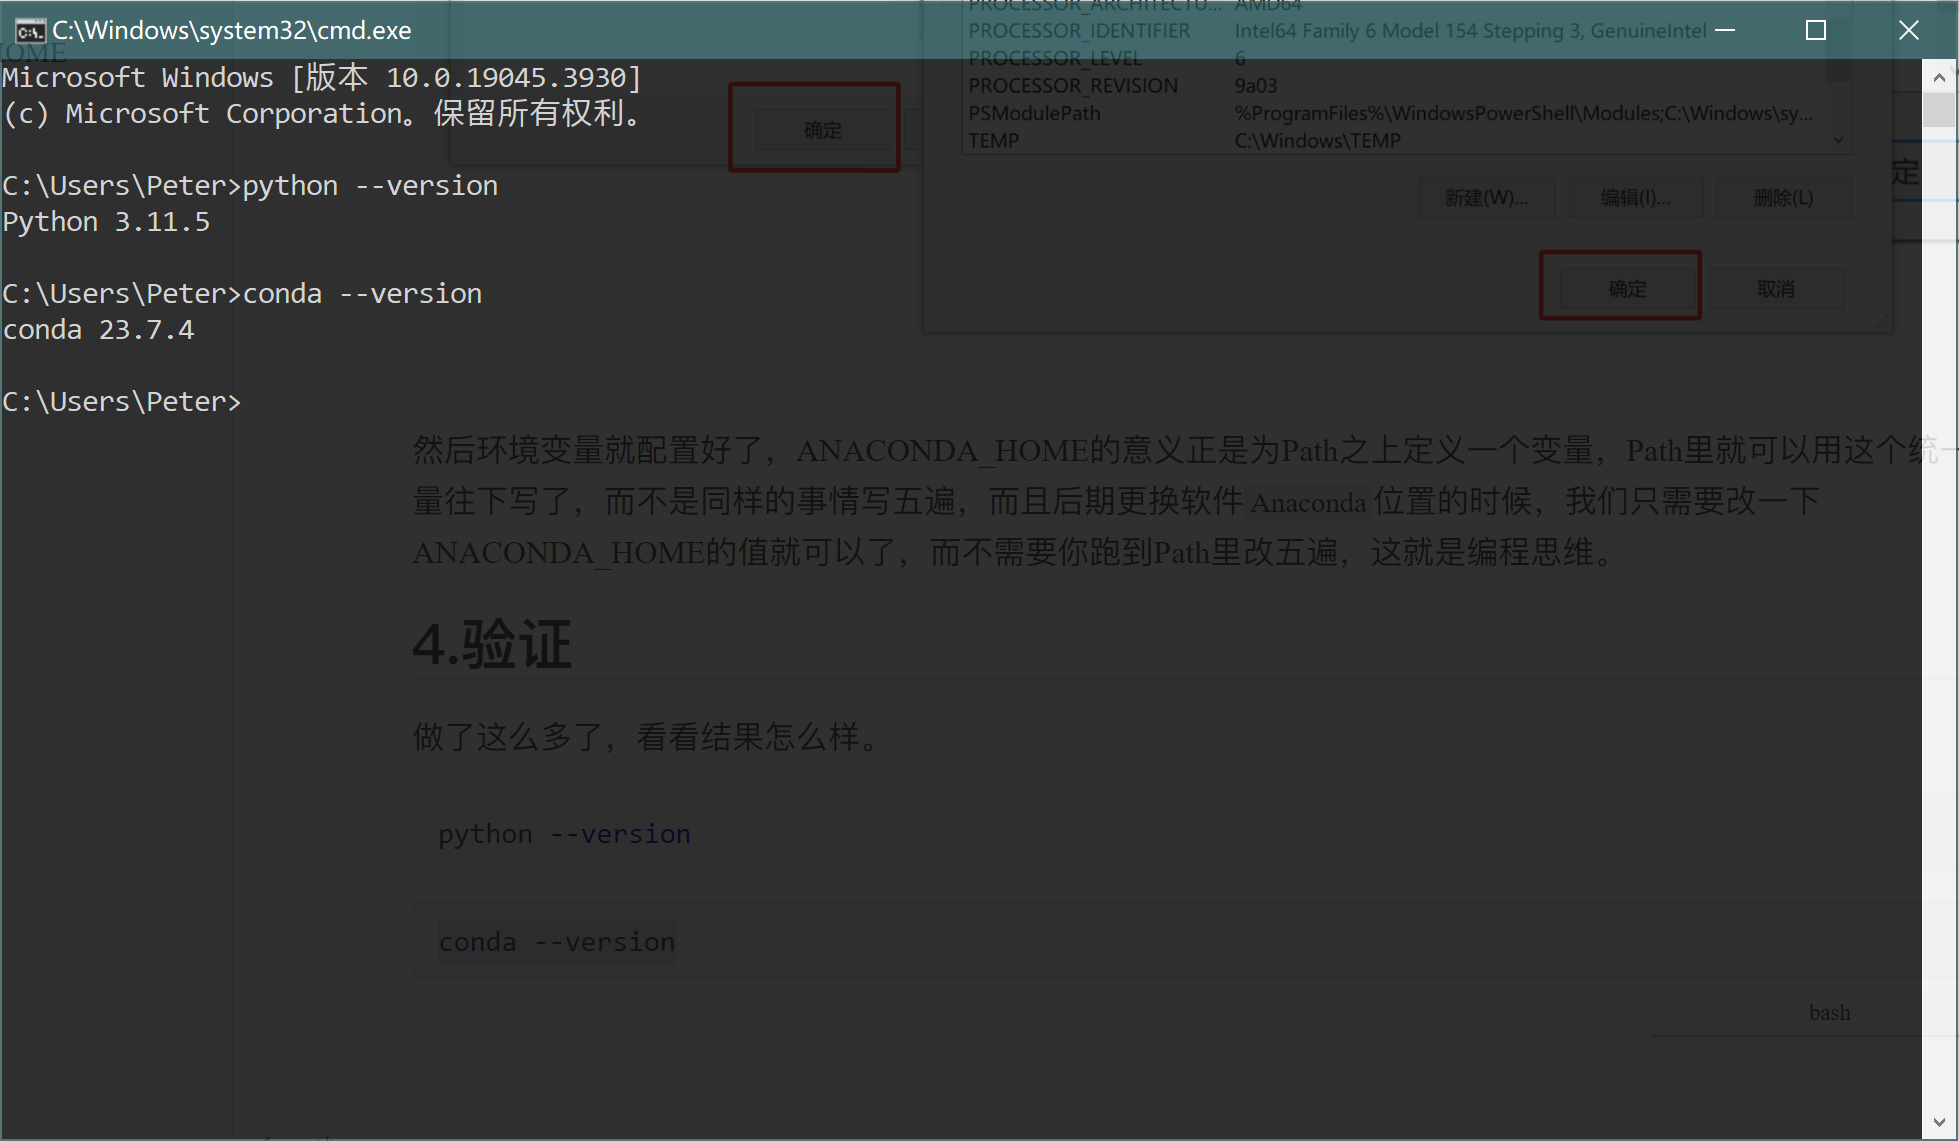 C:\Windows\system32\cmd.exe
Microsoft Windows [版本 10.0.19045.3930]
(c) Microsoft Corporation。保留所有权利。
C:\Users\Peter>python --version
Python 3.11.5
C:\Users\Peter>conda --version
conda 23.7.4
C:\Users\Peter>
OME
PROCESSOR_ARCHITECTU... AMD64
PROCESSOR_IDENTIFIER Intel64 Family 6 Model 154 Stepping 3, GenuineIntel
PROCESSOR_LEVEL 6
PROCESSOR_REVISION 9a03
PSModulePath %ProgramFiles%\WindowsPowerShell\Modules;C:\Windows\sy...
TEMP C:\Windows\TEMP
确定
定
新建(W)... 编辑(I)... 删除(L)
确定 取消
然后环境变量就配置好了，ANACONDA_HOME的意义正是为Path之上定义一个变量，Path里就可以用这个统一
量往下写了，而不是同样的事情写五遍，而且后期更换软件 Anaconda 位置的时候，我们只需要改一下
ANACONDA_HOME的值就可以了，而不需要你跑到Path里改五遍，这就是编程思维。
4.验证
做了这么多了，看看结果怎么样。
python --version
conda --version
bash